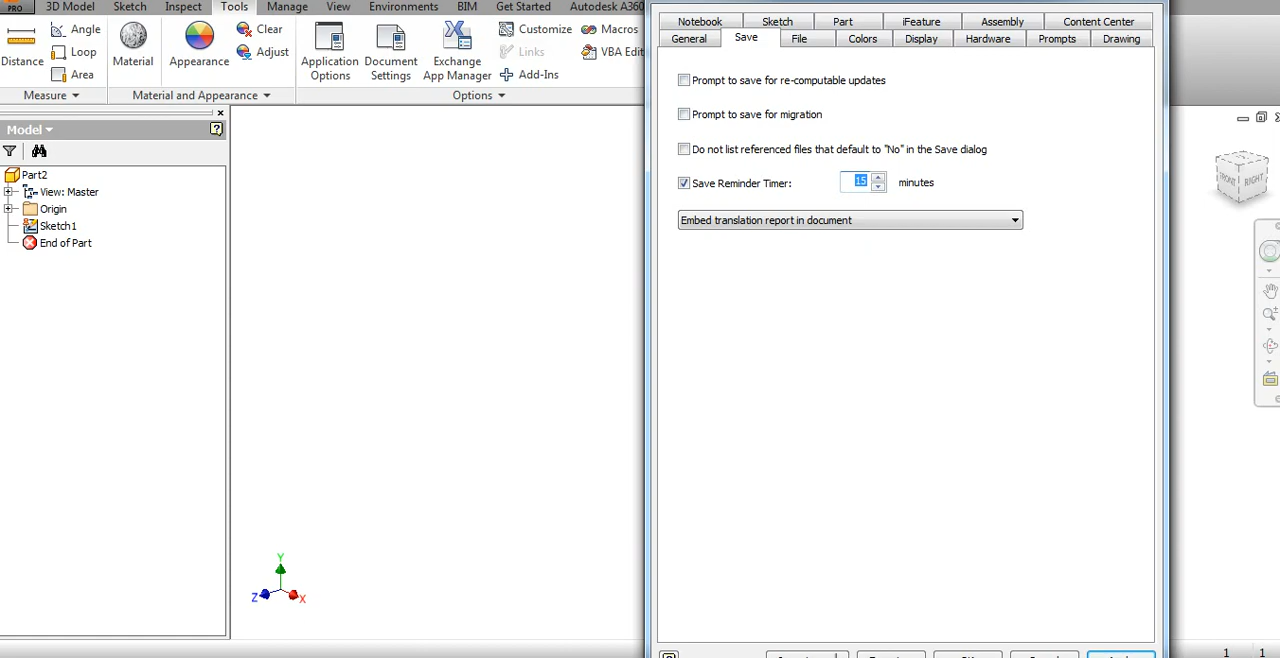 PRO
3D Model Sketch Inspect Tools Manage View Environments BIM Get Started Autodesk A360
Distance
Angle
Loop
Area
Measure
Material
Appearance
Clear
Adjust
Material and Appearance
Application Options
Document Settings
Exchange App Manager
Customize
Links
Add-Ins
Macros
VBA Edit
Options
Model
Part2
View: Master
Origin
Sketch1
End of Part
Y
Z
X
Notebook Sketch Part iFeature Assembly Content Center
General Save File Colors Display Hardware Prompts Drawing
Prompt to save for re-computable updates
Prompt to save for migration
Do not list referenced files that default to "No" in the Save dialog
Save Reminder Timer: 15 minutes
Embed translation report in document
FRONT RIGHT
1 1